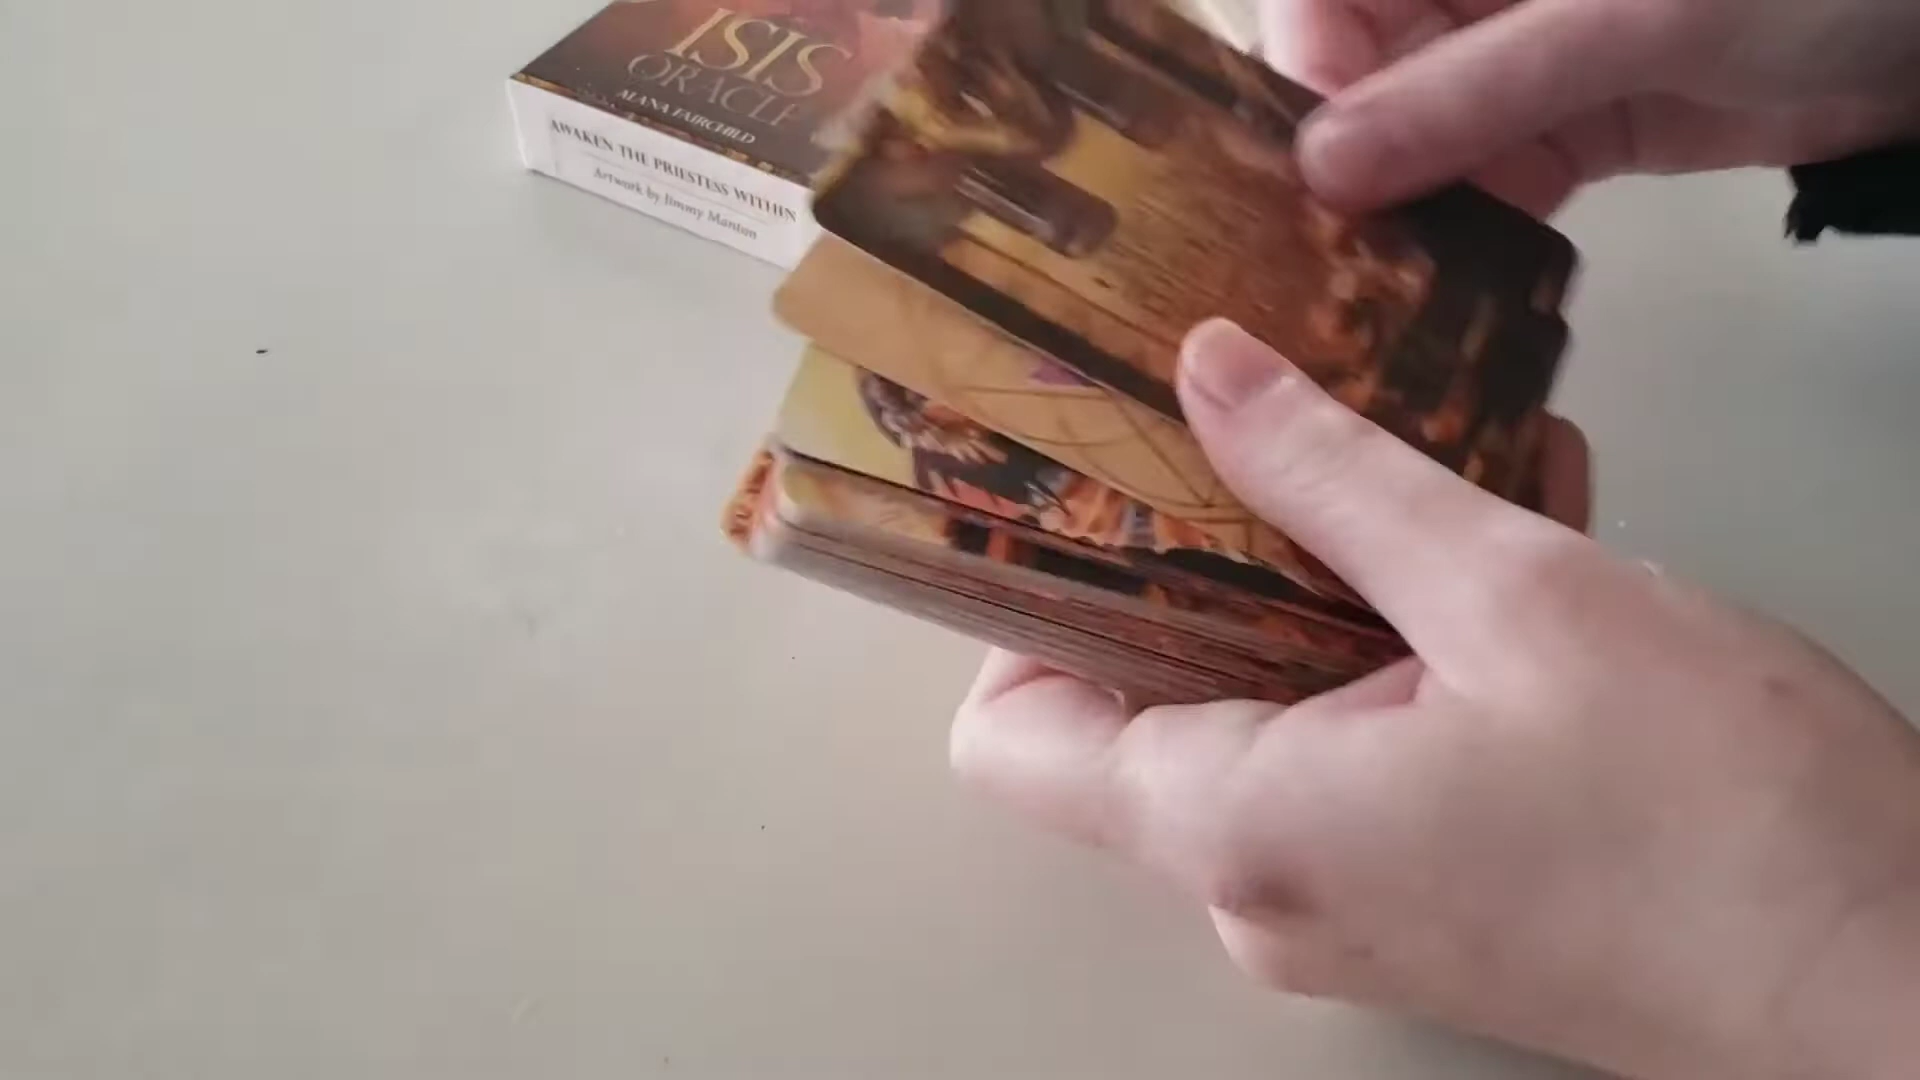 ISIS
ORACLE
ALANA FAIRCHILD
AWAKEN THE PRIESTESS WITHIN
Artwork by Jimmy Manton